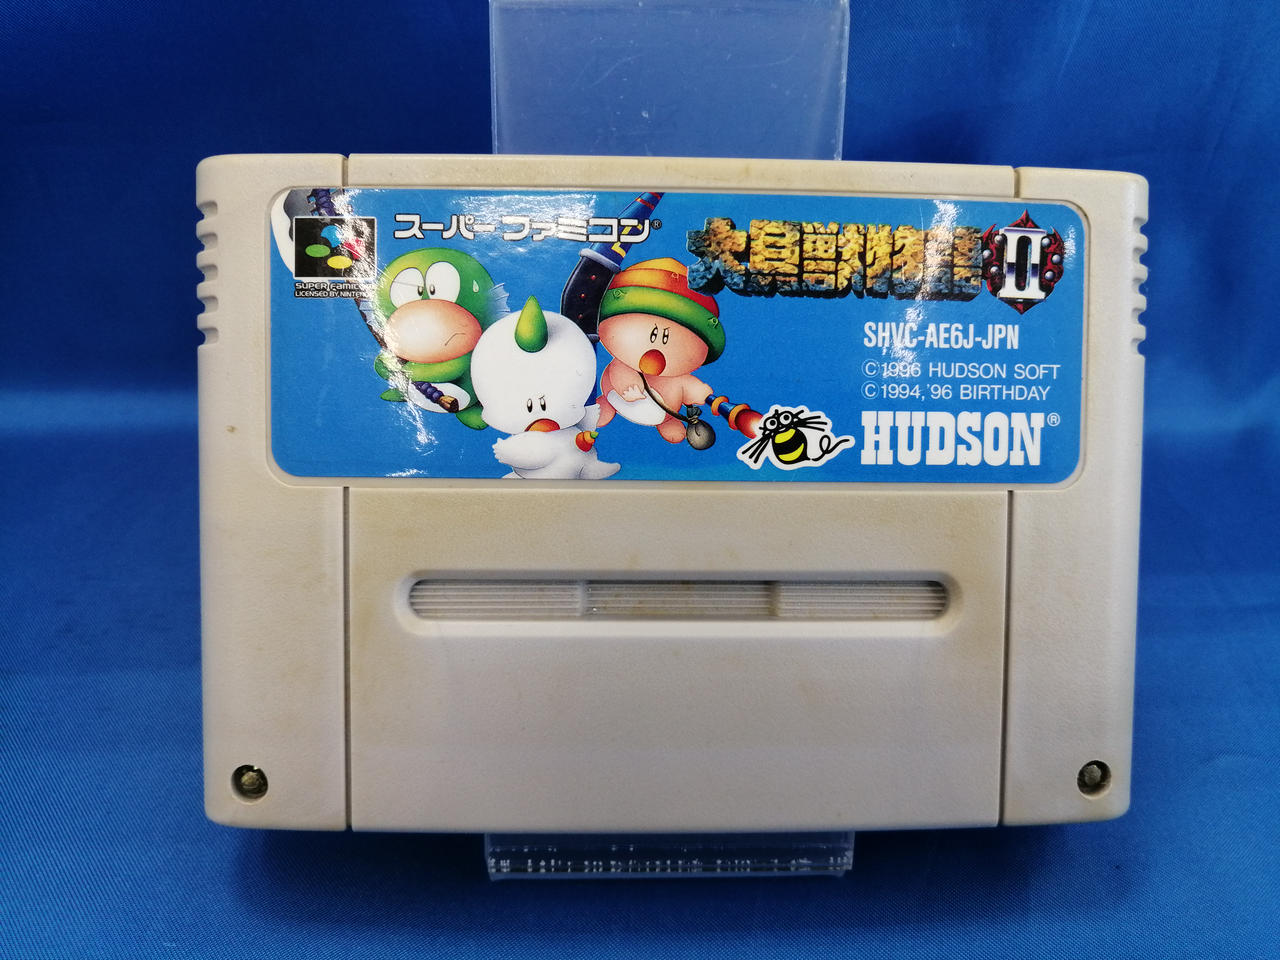 スーパーファミコン®
SUPER FAMICOM
LICENSED BY NINTENDO
大貝獣物語II
SHVC-AE6J-JPN
©1996 HUDSON SOFT
©1994,'96 BIRTHDAY
HUDSON®